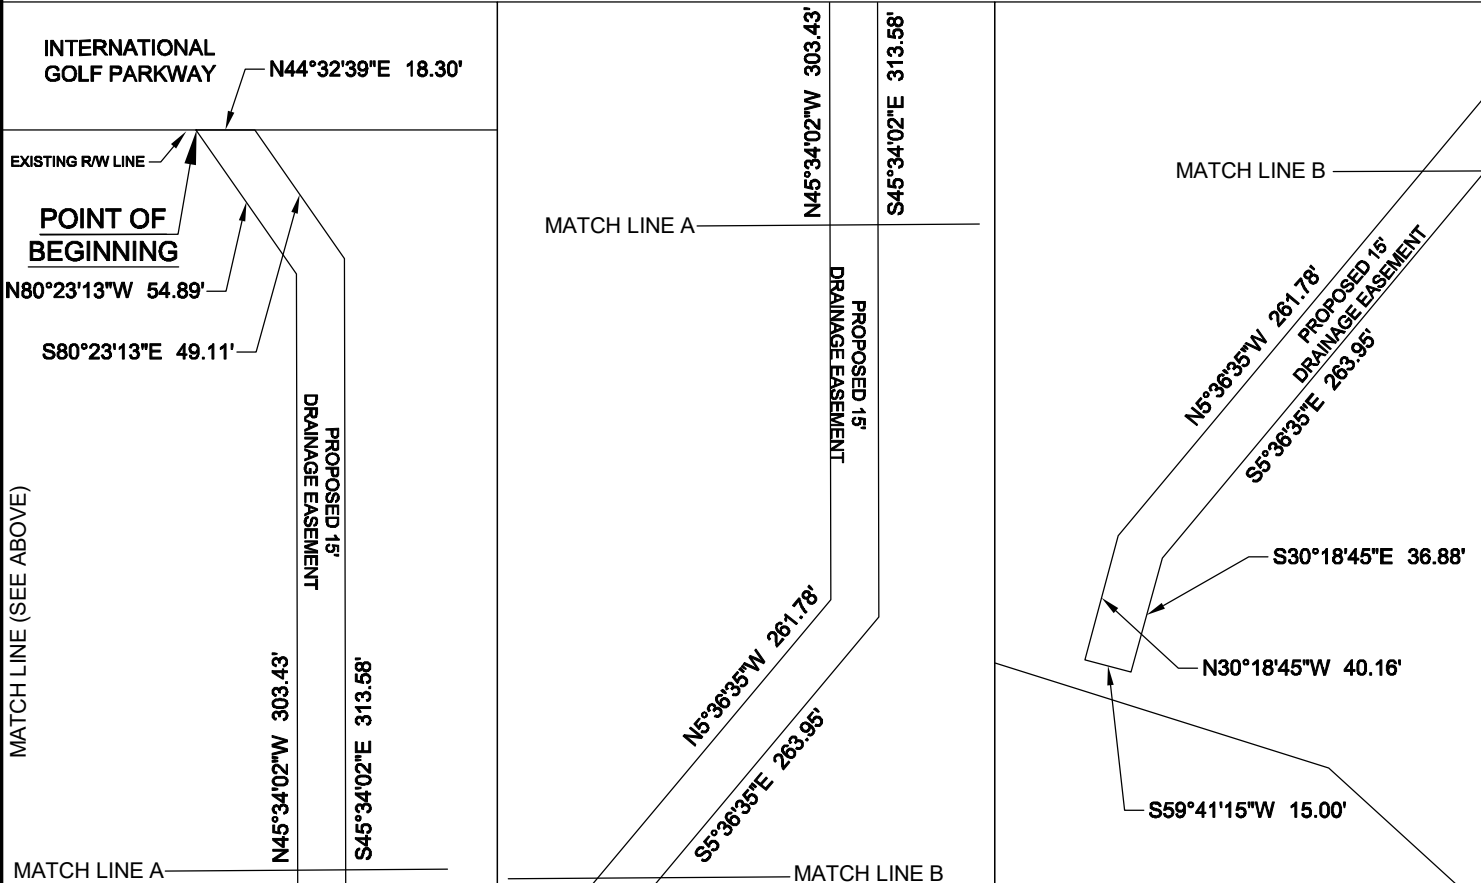 INTERNATIONAL
GOLF PARKWAY
N44°32'39"E 18.30'
EXISTING R/W LINE
POINT OF
BEGINNING
N80°23'13"W 54.89'
S80°23'13"E 49.11'
PROPOSED 15'
DRAINAGE EASEMENT
MATCH LINE (SEE ABOVE)
N45°34'02"W 303.43'
S45°34'02"E 313.58'
MATCH LINE A
N45°34'02"W 303.43'
S45°34'02"E 313.58'
MATCH LINE A
PROPOSED 15'
DRAINAGE EASEMENT
N5°36'35"W 261.78'
S5°36'35"E 263.95'
MATCH LINE B
MATCH LINE B
N5°36'35"W 261.78'
PROPOSED 15'
DRAINAGE EASEMENT
S5°36'35"E 263.95'
S30°18'45"E 36.88'
N30°18'45"W 40.16'
S59°41'15"W 15.00'